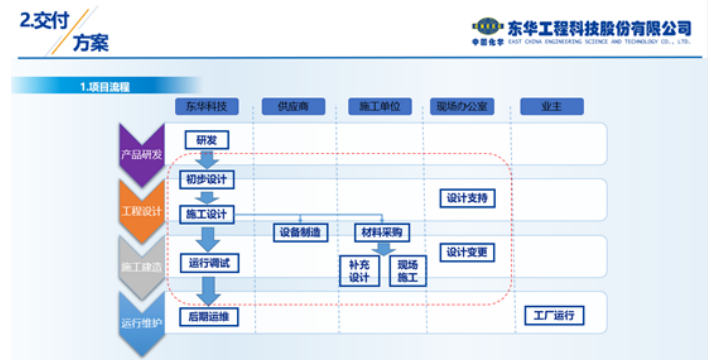 2.交付
方案
中国化学
东华工程科技股份有限公司
EAST CHINA ENGINEERING SCIENCE AND TECHNOLOGY CO., LTD.
1.项目流程
东华科技 供应商 施工单位 现场办公室 业主
产品研发
研发
初步设计
工程设计
设计支持
施工设计
设备制造 材料采购
设计变更
施工建造
运行调试
补充
设计
现场
施工
运行维护
后期运维
工厂运行